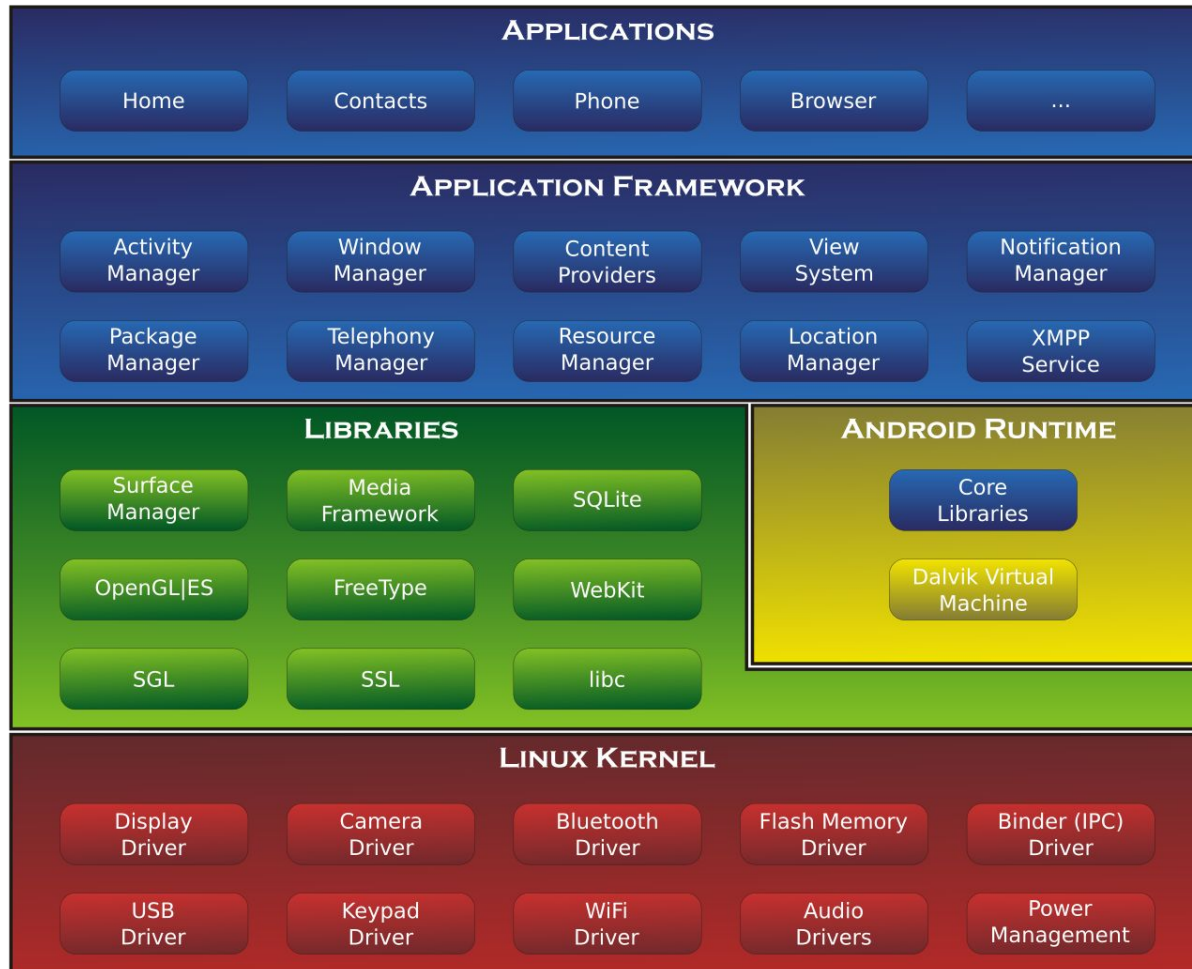 APPLICATIONS
Home
Contacts
Phone
Browser
...
APPLICATION FRAMEWORK
Activity
Manager
Window
Manager
Content
Providers
View
System
Notification
Manager
Package
Manager
Telephony
Manager
Resource
Manager
Location
Manager
XMPP
Service
LIBRARIES
Surface
Manager
Media
Framework
SQLite
OpenGL|ES
FreeType
WebKit
SGL
SSL
libc
ANDROID RUNTIME
Core
Libraries
Dalvik Virtual
Machine
LINUX KERNEL
Display
Driver
Camera
Driver
Bluetooth
Driver
Flash Memory
Driver
Binder (IPC)
Driver
USB
Driver
Keypad
Driver
WiFi
Driver
Audio
Drivers
Power
Management